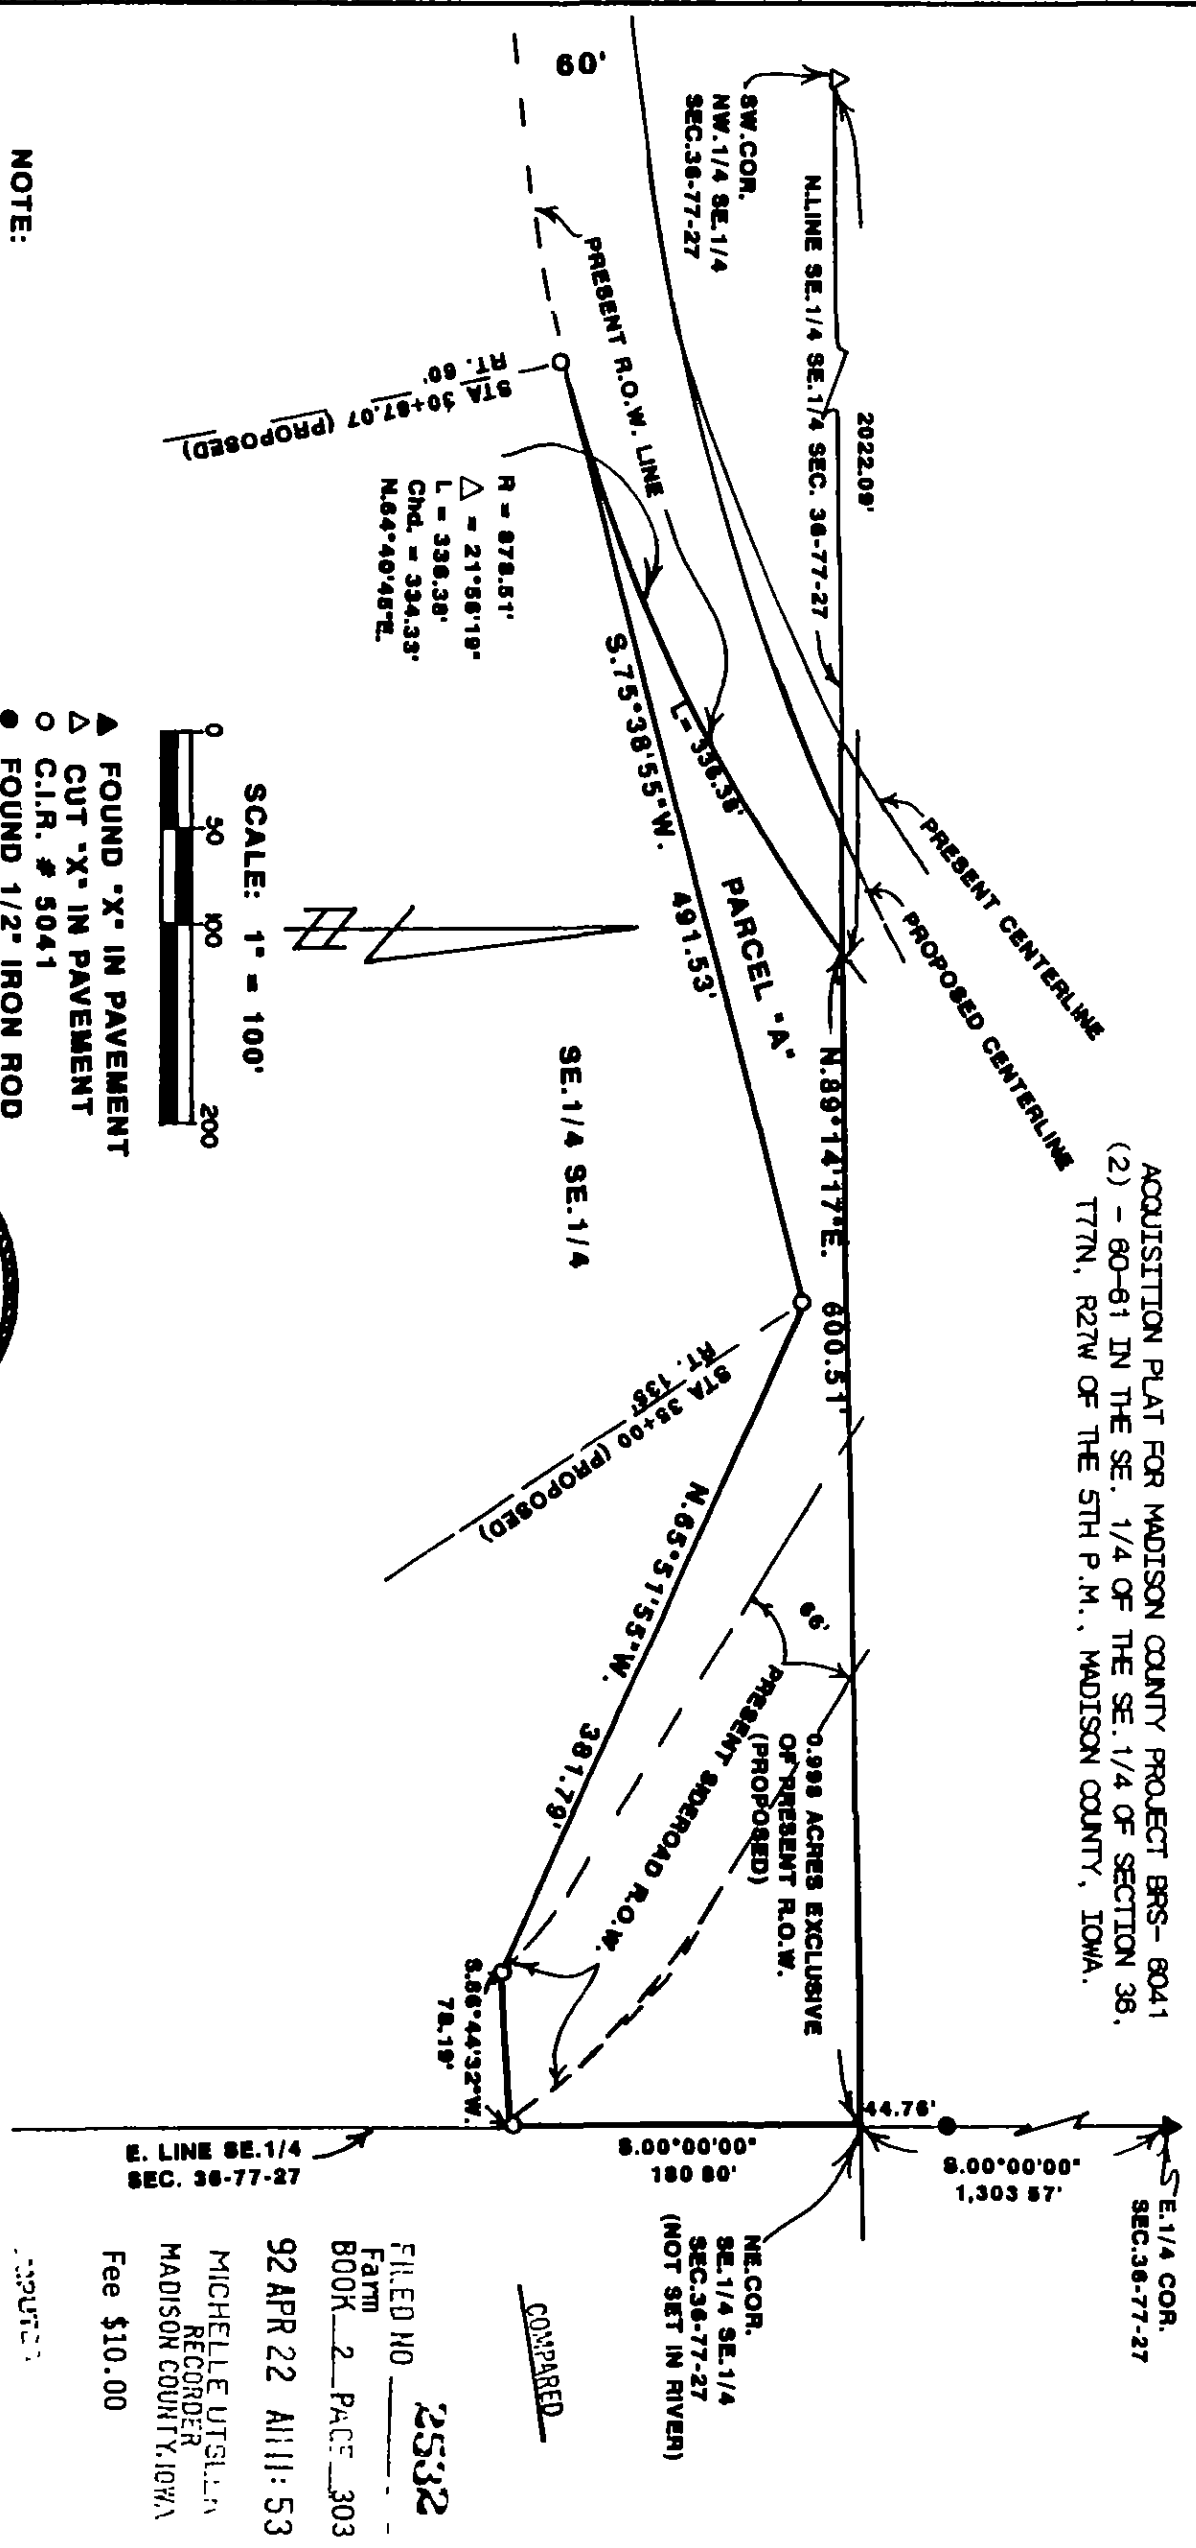 ACQUISITION PLAT FOR MADISON COUNTY PROJECT BRS- 6041
(2) - 60-61 IN THE SE. 1/4 OF THE SE. 1/4 OF SECTION 36,
T77N, R27W OF THE 5TH P.M., MADISON COUNTY, IOWA.
E.1/4 COR.
SEC.36-77-27
S.00°00'00"
1,303 57'
44.76'
PRESENT CENTERLINE
PROPOSED CENTERLINE
2022.09'
N.LINE SE.1/4 SE.1/4 SEC. 36-77-27
SW.COR.
NW.1/4 SE.1/4
SEC.36-77-27
60'
N.89°14'17"E. 600.51'
PRESENT R.O.W. LINE
L= 336.38'
PARCEL "A"
S.75°38'55"W. 491.53'
66'
0.998 ACRES EXCLUSIVE
OF PRESENT R.O.W.
(PROPOSED)
PRESENT SIDEROAD R.O.W.
NE.COR.
SE.1/4 SE.1/4
SEC.36-77-27
(NOT SET IN RIVER)
S.00°00'00"
180 80'
STA 30+67.07 (PROPOSED)
RT. 60'
R = 878.51'
△ = 21°56'19"
L = 336.38'
Chd. = 334.33'
N.64°40'45"E.
SE.1/4 SE.1/4
STA 35+00 (PROPOSED)
RT. 135'
N.65°51'55"W. 381.79'
S.86°44'32"W.
78.19'
E. LINE SE.1/4
SEC. 36-77-27
COMPARED
SCALE: 1" = 100'
0 50 100 200
▲ FOUND "X" IN PAVEMENT
△ CUT "X" IN PAVEMENT
○ C.I.R. # 5041
● FOUND 1/2" IRON ROD
NOTE:
FILED NO 2532
Farm
BOOK 2 PAGE 303
92 APR 22 AM 11: 53
MICHELLE
RECORDER
MADISON COUNTY, IOWA
Fee $10.00